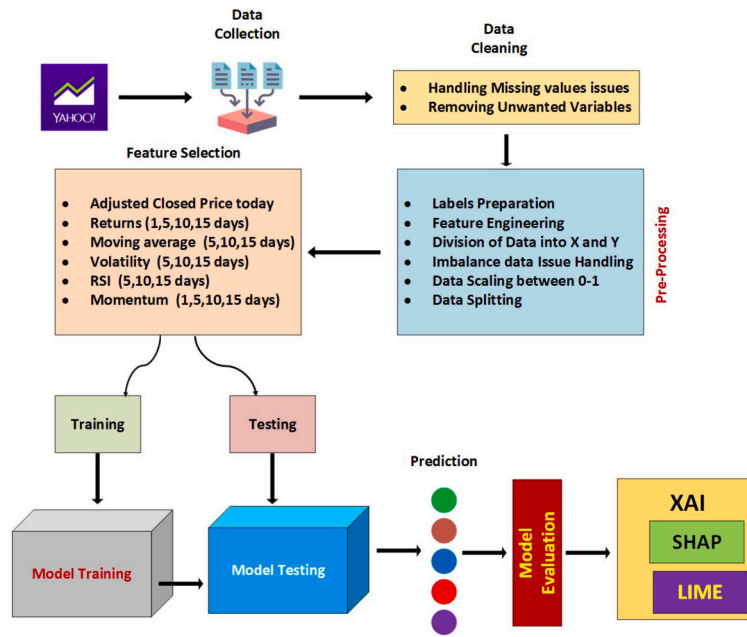 Data
Collection
Data
Cleaning
YAHOO!
● Handling Missing values issues
● Removing Unwanted Variables
Feature Selection
● Adjusted Closed Price today
● Returns (1,5,10,15 days)
● Moving average (5,10,15 days)
● Volatility (5,10,15 days)
● RSI (5,10,15 days)
● Momentum (1,5,10,15 days)
● Labels Preparation
● Feature Engineering
● Division of Data into X and Y
● Imbalance data Issue Handling
● Data Scaling between 0-1
● Data Splitting
Pre-Processing
Training
Testing
Prediction
Model Training
Model Testing
Model
Evaluation
XAI
SHAP
LIME